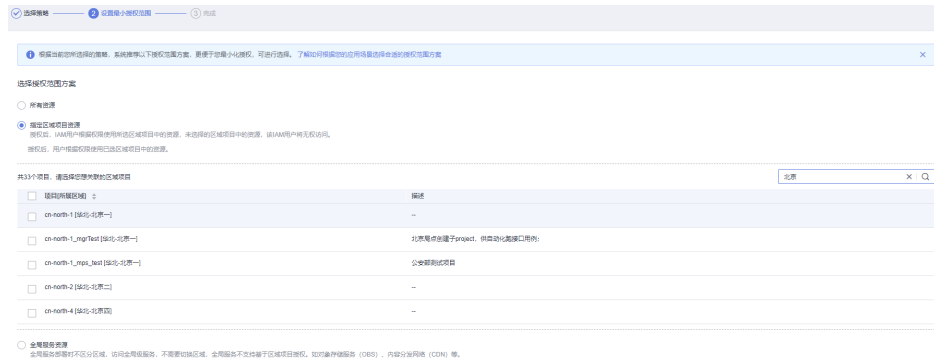 选择策略 2 设置最小授权范围 3 完成
根据当前您所选择的策略，系统推荐以下授权范围方案，更便于您最小化授权，可进行选择。 了解如何根据您的应用场景选择合适的授权范围方案
选择授权范围方案
所有资源
指定区域项目资源
授权后，IAM用户根据权限使用所选区域项目中的资源，未选择的区域项目中的资源，该IAM用户将无权访问。
授权后，用户根据权限使用已选区域项目中的资源。
共33个项目，请选择您想关联的区域项目 北京
项目[所属区域] 描述
cn-north-1 [华北-北京一] --
cn-north-1_mgrTest [华北-北京一] 北京局点创建子project，供自动化冀接口用例;
cn-north-1_mps_test [华北-北京一] 公安部测试项目
cn-north-2 [华北-北京二] --
cn-north-4 [华北-北京四] --
全局服务资源
全局服务部署时不区分区域，访问全局级服务，不需要切换区域，全局服务不支持基于区域项目授权。如对象存储服务（OBS）、内容分发网络（CDN）等。